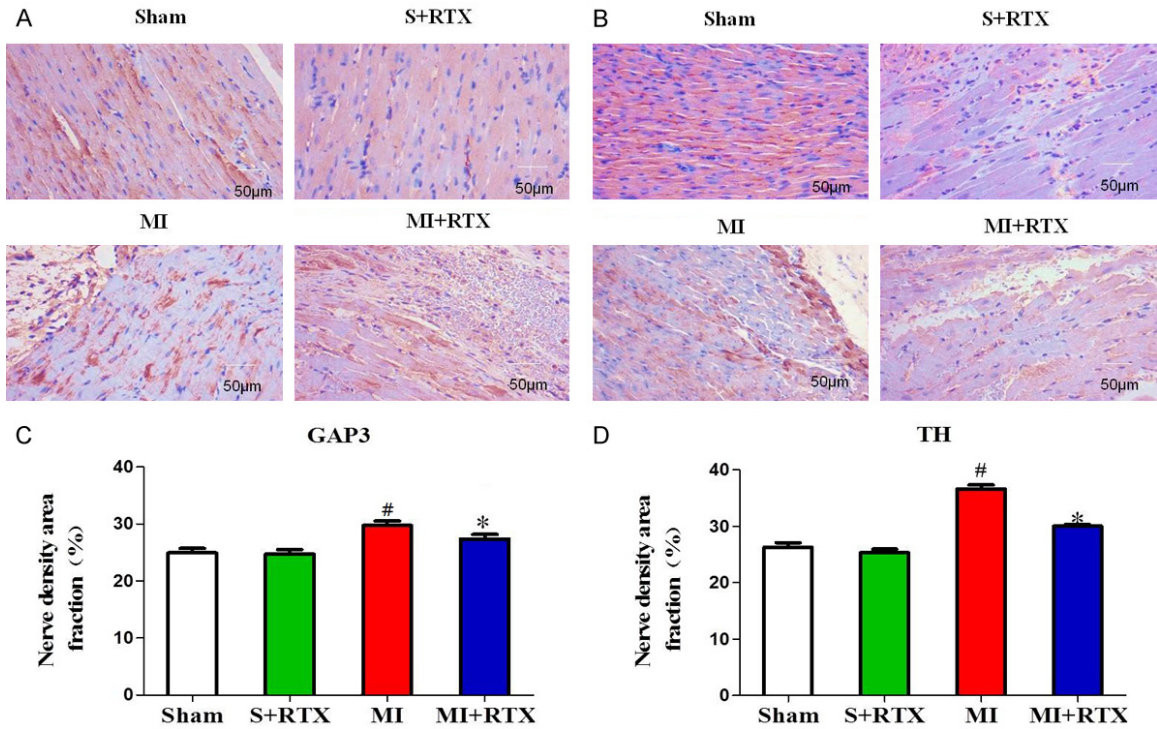 A
Sham
S+RTX
50μm
50μm
MI
MI+RTX
50μm
50μm
B
Sham
S+RTX
50μm
50μm
MI
MI+RTX
50μm
50μm
C
GAP3
Nerve density area
fraction (%)
40
30
20
10
0
#
*
Sham
S+RTX
MI
MI+RTX
D
TH
Nerve density area
fraction (%)
40
30
20
10
0
#
*
Sham
S+RTX
MI
MI+RTX